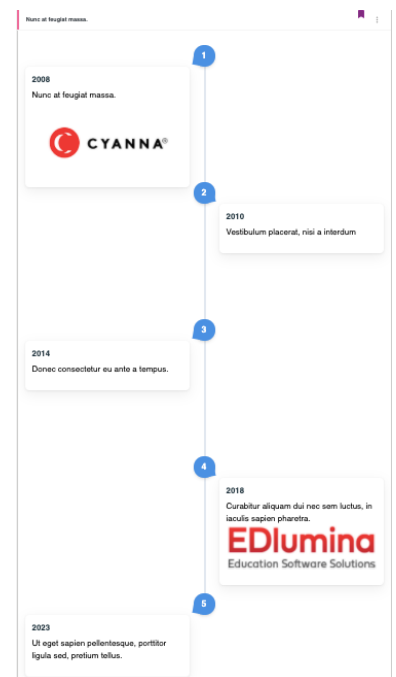 Nunc at feugiat massa.
1
2008
Nunc at feugiat massa.
CYANNA®
2
2010
Vestibulum placerat, nisi a interdum
3
2014
Donec consectetur eu ante a tempus.
4
2018
Curabitur aliquam dui nec sem luctus, in
iaculis sapien pharetra.
EDlumina
Education Software Solutions
5
2023
Ut eget sapien pellentesque, porttitor
ligula sed, pretium tellus.